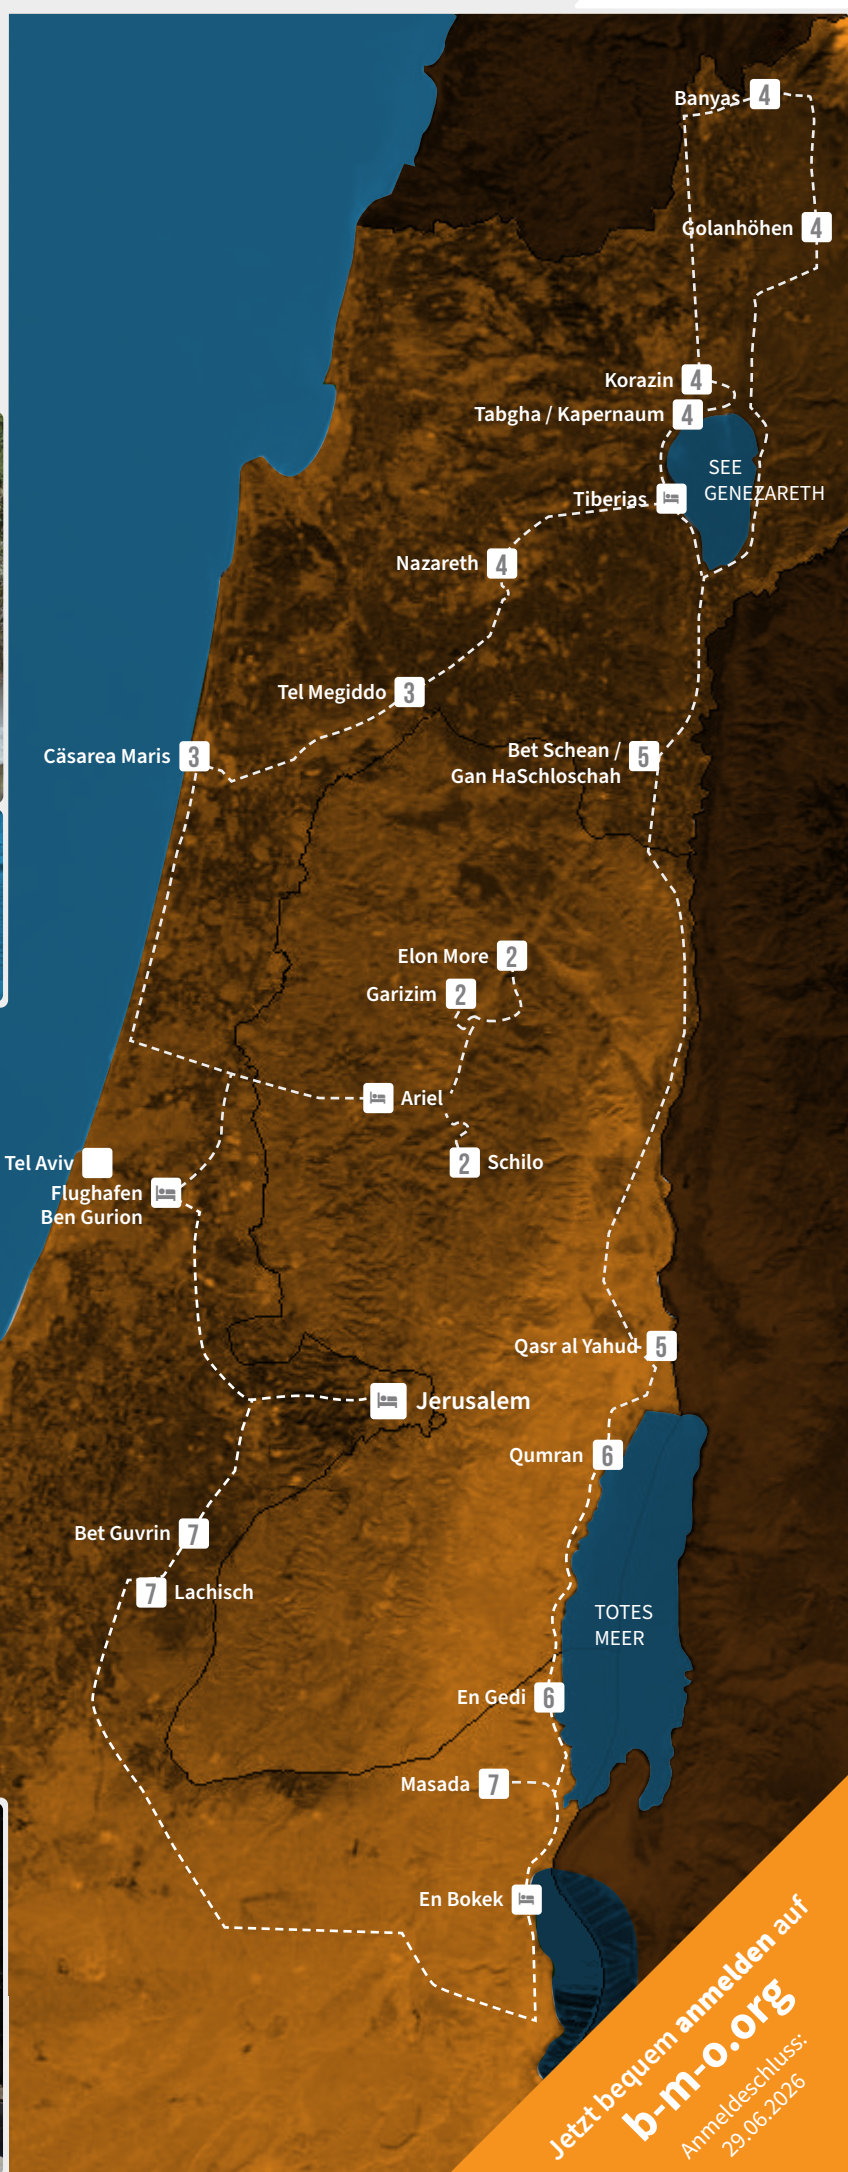 Banyas 4
Golanhöhen 4
Korazin 4
Tabgha / Kapernaum 4
SEE
GENEZARETH
Tiberias
Nazareth 4
Tel Megiddo 3
Cäsarea Maris 3
Bet Schean / 5
Gan HaSchloschah
Elon More 2
Garizim 2
Ariel
2 Schilo
Tel Aviv
Flughafen
Ben Gurion
Qasr al Yahud 5
Jerusalem
Qumran 6
Bet Guvrin 7
7 Lachisch
TOTES
MEER
En Gedi 6
Masada 7
En Bokek
Jetzt bequem anmelden auf
b-m-o.org
Anmeldeschluss:
29.06.2026